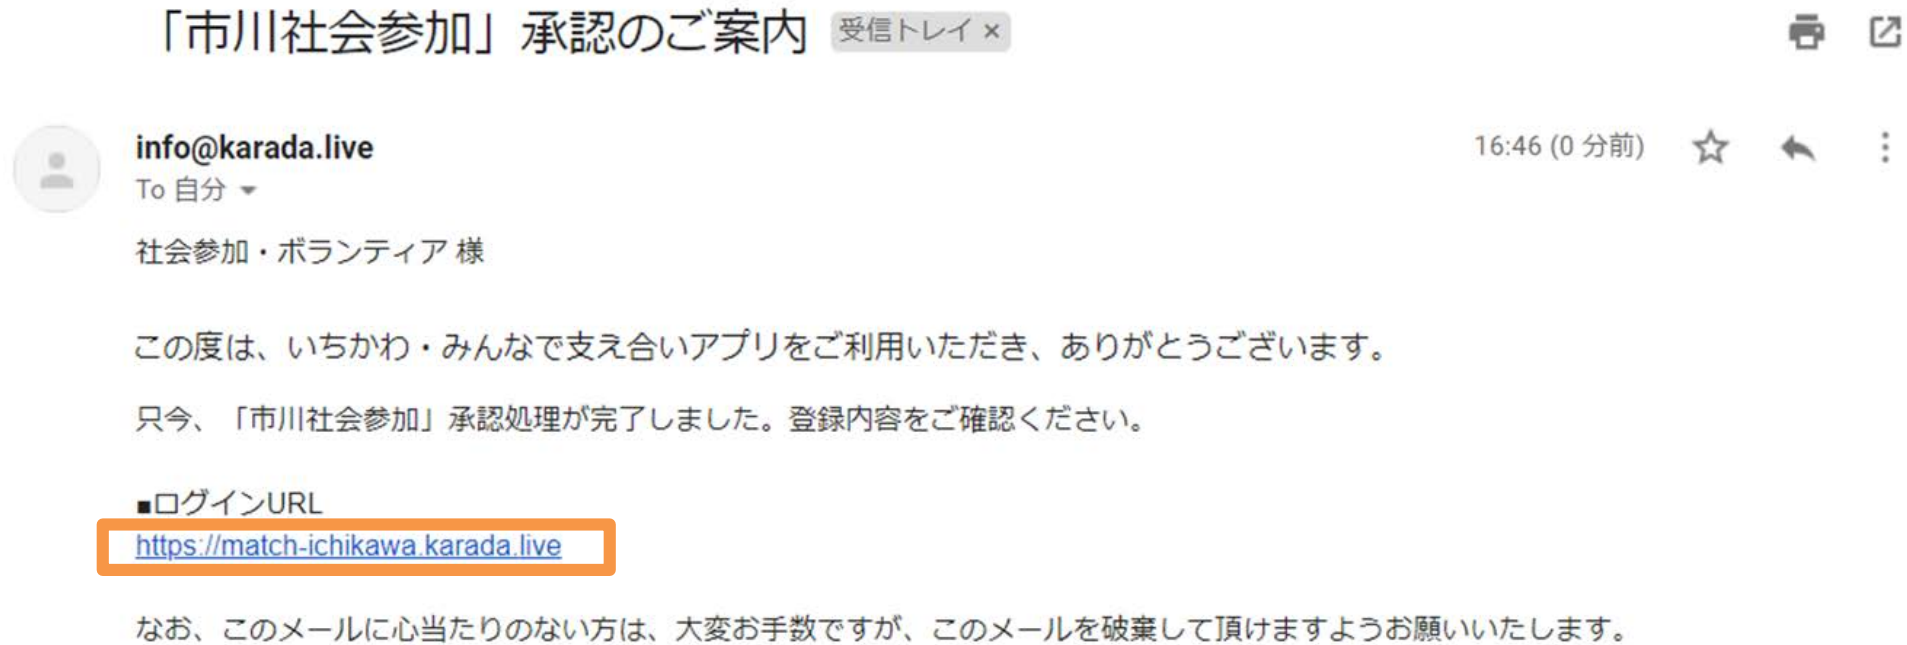 「市川社会参加」承認のご案内 受信トレイ ×
info@karada.live 16:46 (0 分前)
To 自分
社会参加・ボランティア 様
この度は、いちかわ・みんなで支え合いアプリをご利用いただき、ありがとうございます。
只今、「市川社会参加」承認処理が完了しました。登録内容をご確認ください。
■ログインURL
https://match-ichikawa.karada.live
なお、このメールに心当たりのない方は、大変お手数ですが、このメールを破棄して頂けますようお願いいたします。